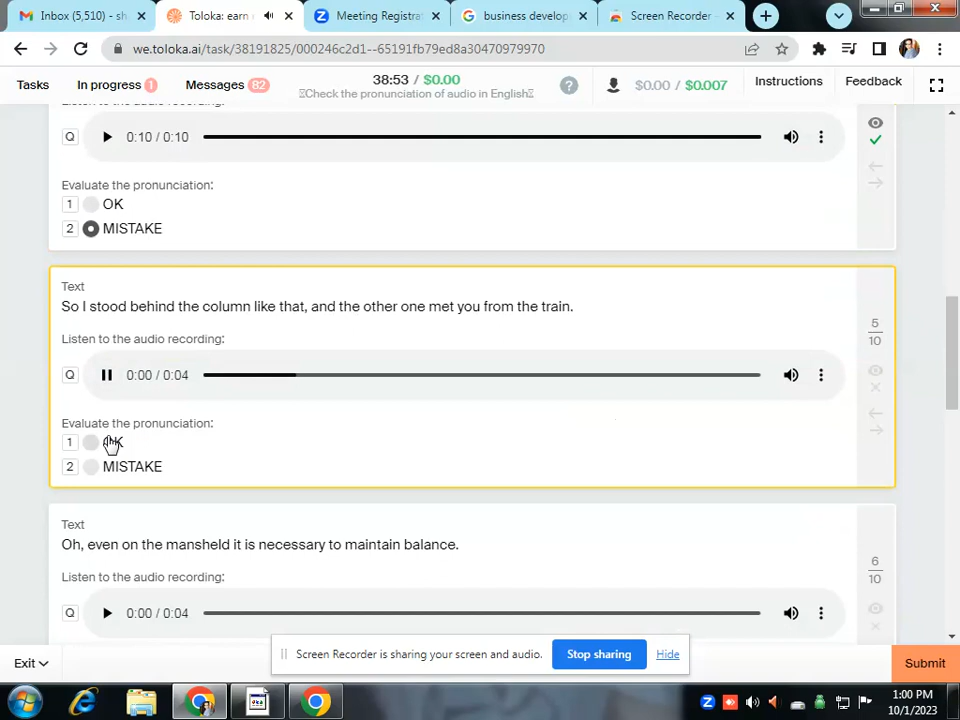 Inbox (5,510) - sh
Toloka: earn
Meeting Registrat
business develop
Screen Recorder -
we.toloka.ai/task/38191825/000246c2d1--65191fb79ed8a30470979970
Tasks
In progress 1
Messages 82
38:53 / $0.00
Check the pronunciation of audio in English
?
$0.00 / $0.007
Instructions
Feedback
Listen to the audio recording:
Q
0:10 / 0:10
Evaluate the pronunciation:
1 OK
2 MISTAKE
Text
So I stood behind the column like that, and the other one met you from the train.
5
10
Listen to the audio recording:
Q
0:00 / 0:04
Evaluate the pronunciation:
1 OK
2 MISTAKE
Text
Oh, even on the mansheld it is necessary to maintain balance.
6
10
Listen to the audio recording:
Q
0:00 / 0:04
Screen Recorder is sharing your screen and audio.
Stop sharing
Hide
Exit
Submit
1:00 PM
10/1/2023